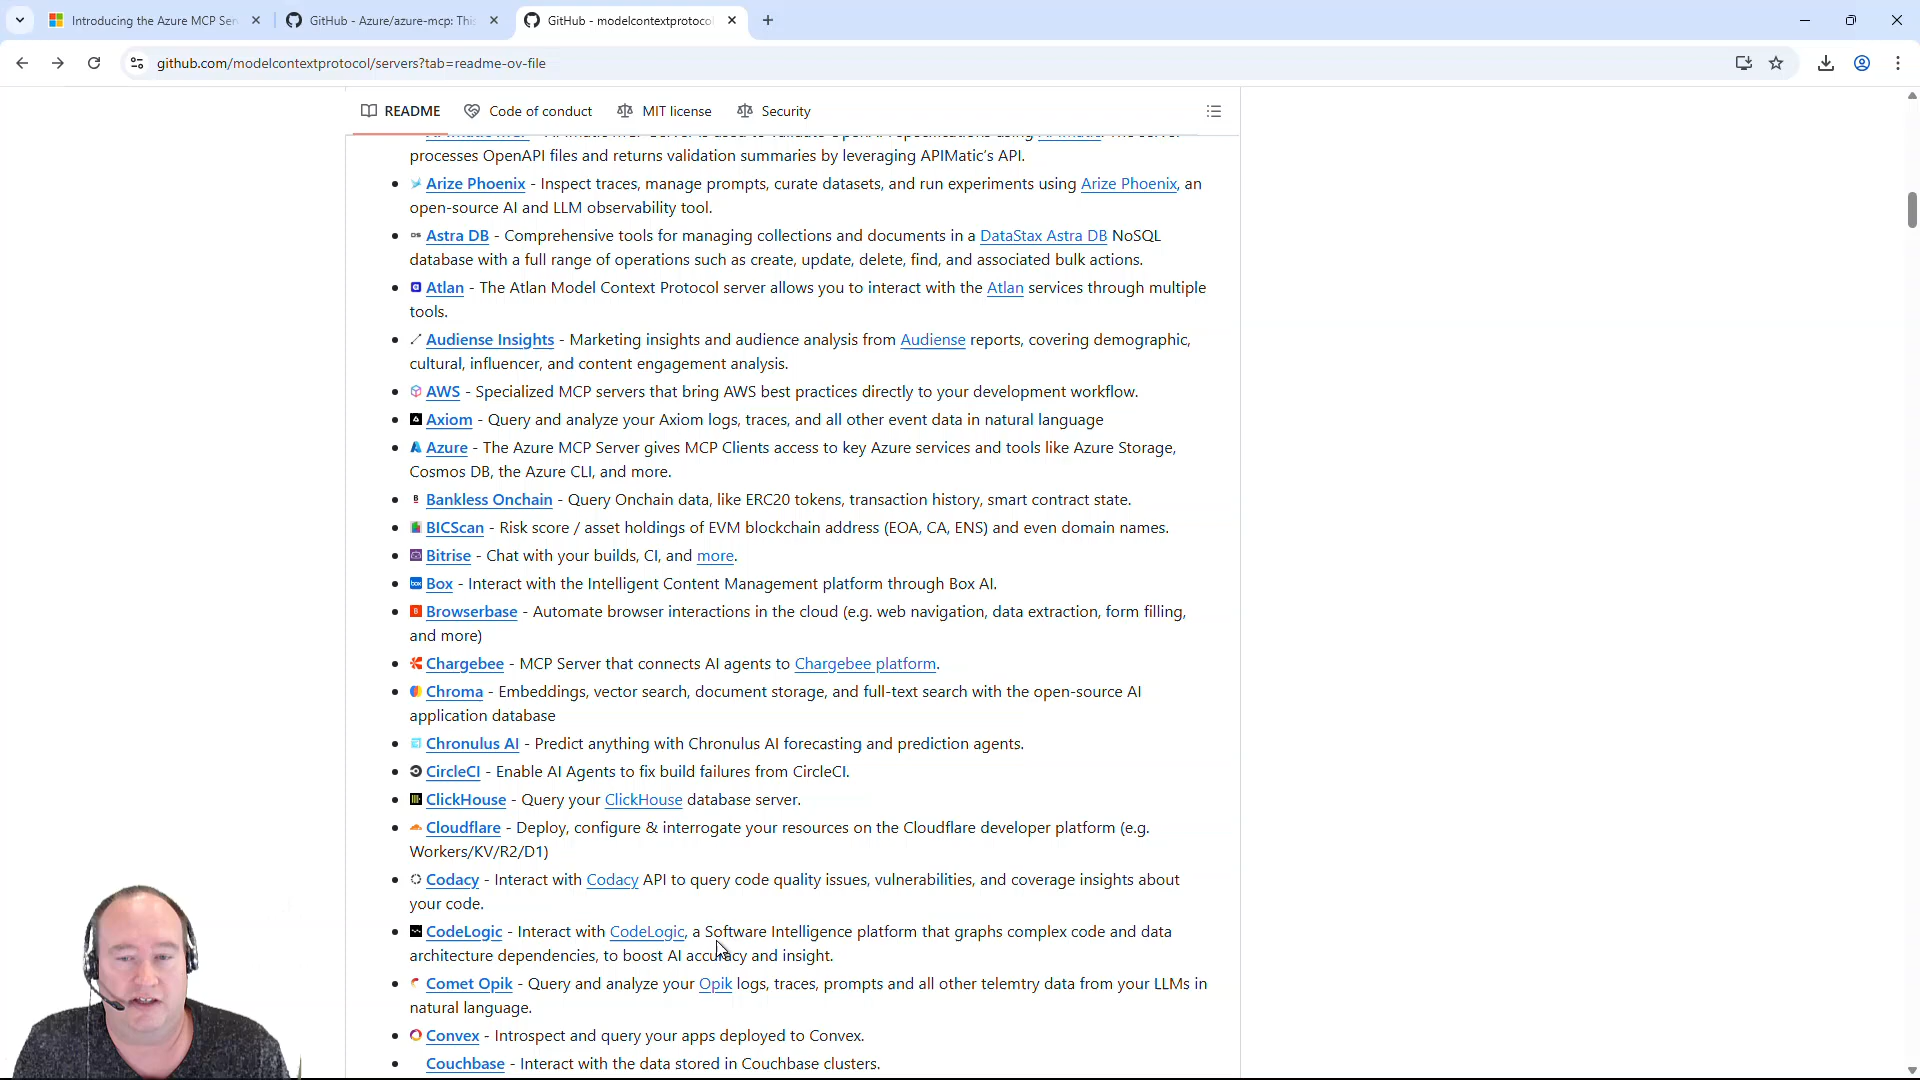 Introducing the Azure MCP Ser
GitHub - Azure/azure-mcp: This
GitHub - modelcontextprotocol
github.com/modelcontextprotocol/servers?tab=readme-ov-file
README
Code of conduct
MIT license
Security
processes OpenAPI files and returns validation summaries by leveraging APIMatic's API.
Arize Phoenix - Inspect traces, manage prompts, curate datasets, and run experiments using Arize Phoenix, an
open-source AI and LLM observability tool.
Astra DB - Comprehensive tools for managing collections and documents in a DataStax Astra DB NoSQL
database with a full range of operations such as create, update, delete, find, and associated bulk actions.
Atlan - The Atlan Model Context Protocol server allows you to interact with the Atlan services through multiple
tools.
Audiense Insights - Marketing insights and audience analysis from Audiense reports, covering demographic,
cultural, influencer, and content engagement analysis.
AWS - Specialized MCP servers that bring AWS best practices directly to your development workflow.
Axiom - Query and analyze your Axiom logs, traces, and all other event data in natural language
Azure - The Azure MCP Server gives MCP Clients access to key Azure services and tools like Azure Storage,
Cosmos DB, the Azure CLI, and more.
Bankless Onchain - Query Onchain data, like ERC20 tokens, transaction history, smart contract state.
BICScan - Risk score / asset holdings of EVM blockchain address (EOA, CA, ENS) and even domain names.
Bitrise - Chat with your builds, CI, and more.
Box - Interact with the Intelligent Content Management platform through Box AI.
Browserbase - Automate browser interactions in the cloud (e.g. web navigation, data extraction, form filling,
and more)
Chargebee - MCP Server that connects AI agents to Chargebee platform.
Chroma - Embeddings, vector search, document storage, and full-text search with the open-source AI
application database
Chronulus AI - Predict anything with Chronulus AI forecasting and prediction agents.
CircleCI - Enable AI Agents to fix build failures from CircleCI.
ClickHouse - Query your ClickHouse database server.
Cloudflare - Deploy, configure & interrogate your resources on the Cloudflare developer platform (e.g.
Workers/KV/R2/D1)
Codacy - Interact with Codacy API to query code quality issues, vulnerabilities, and coverage insights about
your code.
CodeLogic - Interact with CodeLogic, a Software Intelligence platform that graphs complex code and data
architecture dependencies, to boost AI accuracy and insight.
Comet Opik - Query and analyze your Opik logs, traces, prompts and all other telemtry data from your LLMs in
natural language.
Convex - Introspect and query your apps deployed to Convex.
Couchbase - Interact with the data stored in Couchbase clusters.